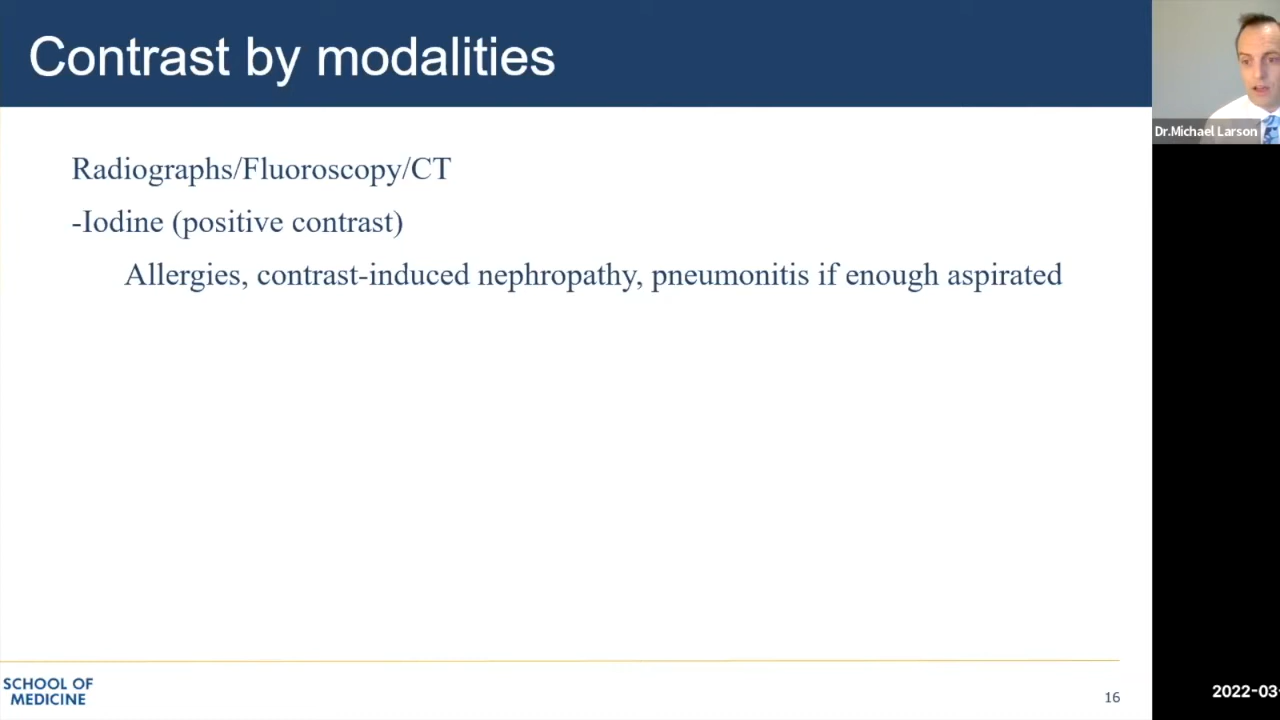 Contrast by modalities
Dr.Michael Larson
Radiographs/Fluoroscopy/CT
-Iodine (positive contrast)
Allergies, contrast-induced nephropathy, pneumonitis if enough aspirated
SCHOOL OF
MEDICINE
16
2022-03-